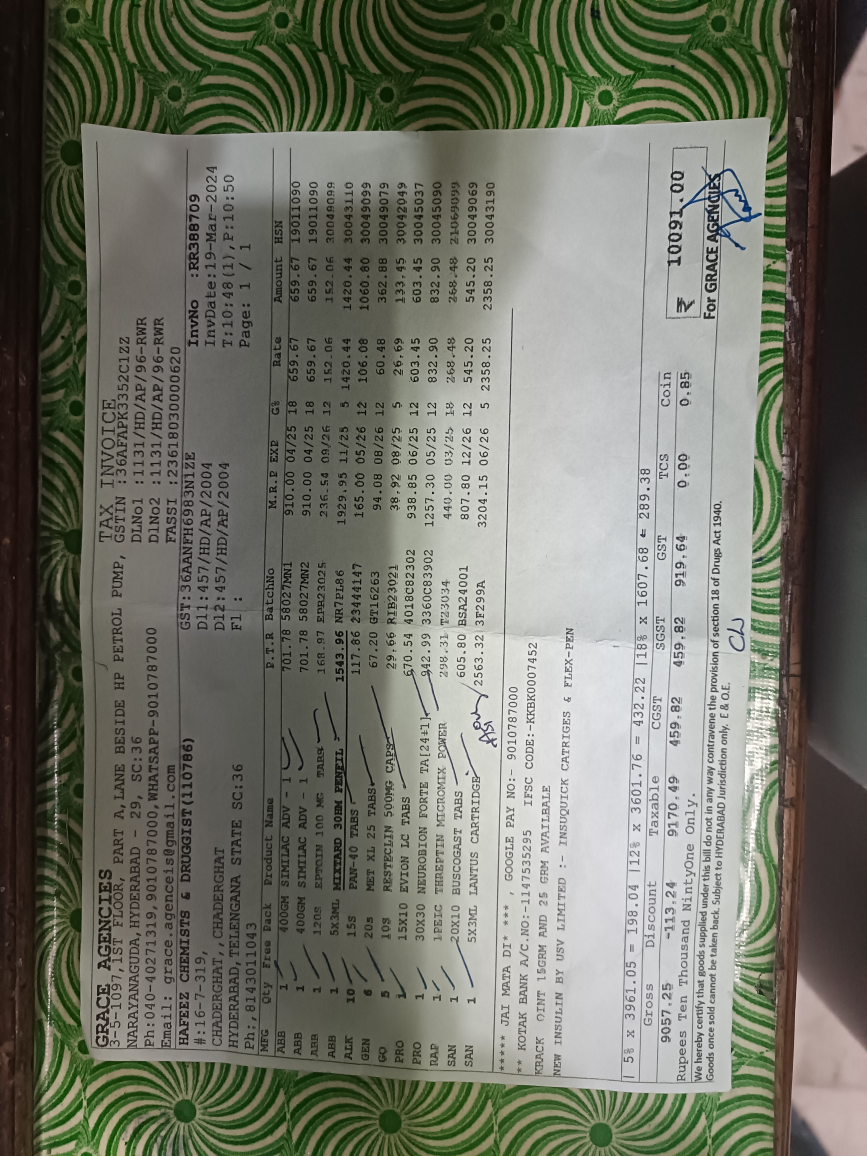 GRACE AGENCIES TAX INVOICE
3-5-1097,1ST FLOOR, PART A,LANE BESIDE HP PETROL PUMP, GSTIN :36AFAPK3352C1ZZ
NARAYANAGUDA,HYDERABAD - 29, SC:36 DLNo1 :1131/HD/AP/96-RWR
Ph:040-40271319,9010787000,WHATSAPP-9010787000 DlNo2 :1131/HD/AP/96-RWR
Email: grace.agenceis@gmail.com FASSI :23618030000620
HAFEEZ CHEMISTS & DRUGGIST(110786) GST:36AANFH6983N1ZE InvNo :RR388709
#:16-7-319, Dl1:457/HD/AP/2004 InvDate:19-Mar-2024
CHADERGHAT,,CHADERGHAT Dl2:457/HD/AP/2004 T:10:48(1),P:10:50
HYDERABAD,TELENGANA STATE SC:36 Fl : Page: 1 / 1
Ph:,8143011043
MFG Qty Free Pack Product Name P.T.R BatchNo M.R.P EXP G% Rate Amount HSN
ABB 1 400GM SIMILAC ADV - 1 701.78 58027MN1 910.00 04/25 18 659.67 659.67 19011090
ABB 1 400GM SIMILAC ADV - 1 701.78 58027MN2 910.00 04/25 18 659.67 659.67 19011090
ABB 1 120S EPTOIN 100 MG TABS 168.97 EPB23025 236.54 09/26 12 152.06 152.06 30049099
ABB 1 5X3ML MIXTARD 30HM PENFIL 1543.96 NR7PL86 1929.95 11/25 5 1420.44 1420.44 30043110
ALK 10 15S PAN-40 TABS 117.86 23444147 165.00 05/26 12 106.08 1060.80 30049099
GEN 6 20s MET XL 25 TABS 67.20 GT16263 94.08 08/26 12 60.48 362.88 30049079
GO 5 10S RESTECLIN 500MG CAPS 29.66 RIB23021 38.92 08/25 5 26.69 133.45 30042049
PRO 1 15X10 EVION LC TABS 670.54 4018C82302 938.85 06/25 12 603.45 603.45 30045037
PRO 1 30X30 NEUROBION FORTE TA[24+1] 942.99 3360C83902 1257.30 05/25 12 832.90 832.90 30045090
RAP 1 1PEIC THREPTIN MICROMIX POWER 298.31 T23034 440.00 03/25 18 268.48 268.48 21069099
SAN 1 20X10 BUSCOGAST TABS 605.80 BSA24001 807.80 12/26 12 545.20 545.20 30049069
SAN 1 5X3ML LANTUS CARTRIDGE 2563.32 3F299A 3204.15 06/26 5 2358.25 2358.25 30043190
***** JAI MATA DI* *** , GOOGLE PAY NO:- 9010787000
** KOTAK BANK A/C.NO:-1147535295 IFSC CODE:-KKBK0007452
KRACK OINT 15GRM AND 25 GRM AVAILBALE
NEW INSULIN BY USV LIMITED :- INSUQUICK CATRIGES & FLEX-PEN
|5% x 3961.05 = 198.04 |12% x 3601.76 = 432.22 |18% x 1607.68 = 289.38
Gross Discount Taxable CGST SGST GST TCS Coin
9057.25 -113.24 9170.49 459.82 459.82 919.64 0.00 0.85 ₹ 10091.00
Rupees Ten Thousand NintyOne Only.
We hereby certify that goods supplied under this bill do not in any way contravene the provision of section 18 of Drugs Act 1940. For GRACE AGENCIES
Goods once sold cannot be taken back. Subject to HYDERABAD Jurisdiction only. E & O.E.